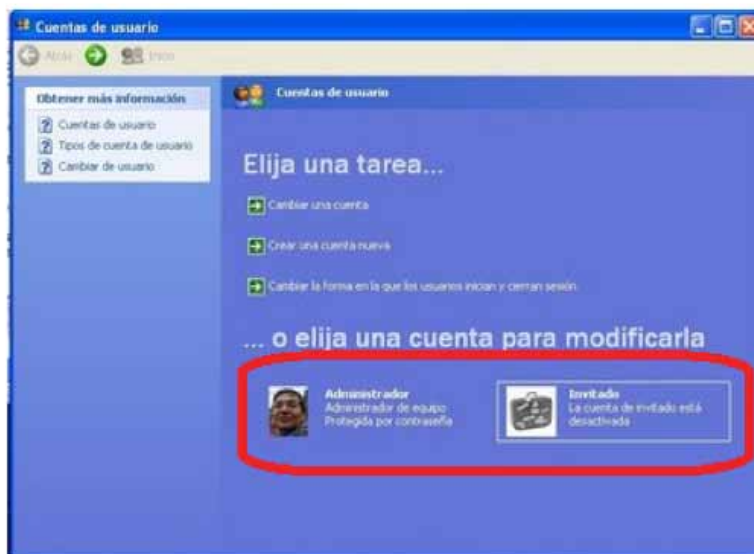 Cuentas de usuario
Atrás
Inicio
Obtener más información
Cuentas de usuario
Tipos de cuenta de usuario
Cambiar de usuario
Cuentas de usuario
Elija una tarea...
Cambiar una cuenta
Crear una cuenta nueva
Cambiar la forma en la que los usuarios inician y cierran sesión
... o elija una cuenta para modificarla
Administrador
Administrador de equipo
Protegida por contraseña
Invitado
La cuenta de invitado está
desactivada